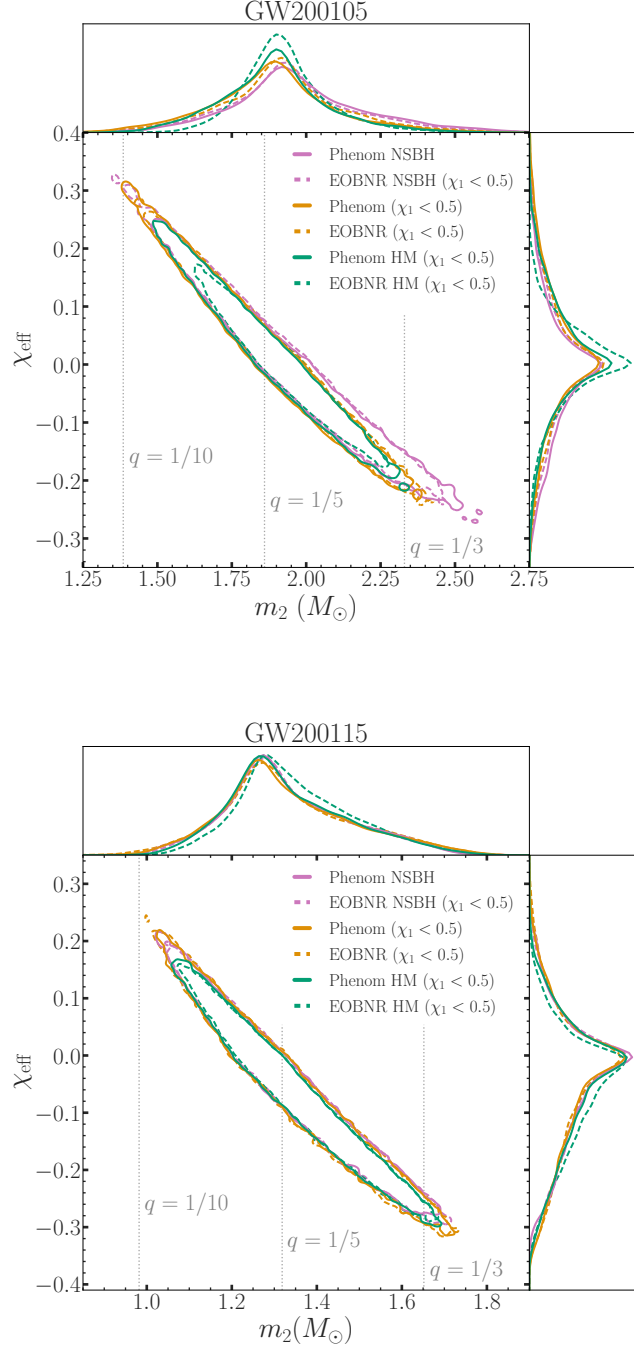 GW200105
0.4
0.3
0.2
0.1
0.0
−0.1
−0.2
−0.3
χeff
Phenom NSBH
EOBNR NSBH (χ₁ < 0.5)
Phenom (χ₁ < 0.5)
EOBNR (χ₁ < 0.5)
Phenom HM (χ₁ < 0.5)
EOBNR HM (χ₁ < 0.5)
q = 1/10
q = 1/5
q = 1/3
1.25 1.50 1.75 2.00 2.25 2.50 2.75
m₂ (M⊙)
GW200115
0.3
0.2
0.1
0.0
−0.1
−0.2
−0.3
−0.4
χeff
Phenom NSBH
EOBNR NSBH (χ₁ < 0.5)
Phenom (χ₁ < 0.5)
EOBNR (χ₁ < 0.5)
Phenom HM (χ₁ < 0.5)
EOBNR HM (χ₁ < 0.5)
q = 1/10
q = 1/5
q = 1/3
1.0 1.2 1.4 1.6 1.8
m₂(M⊙)